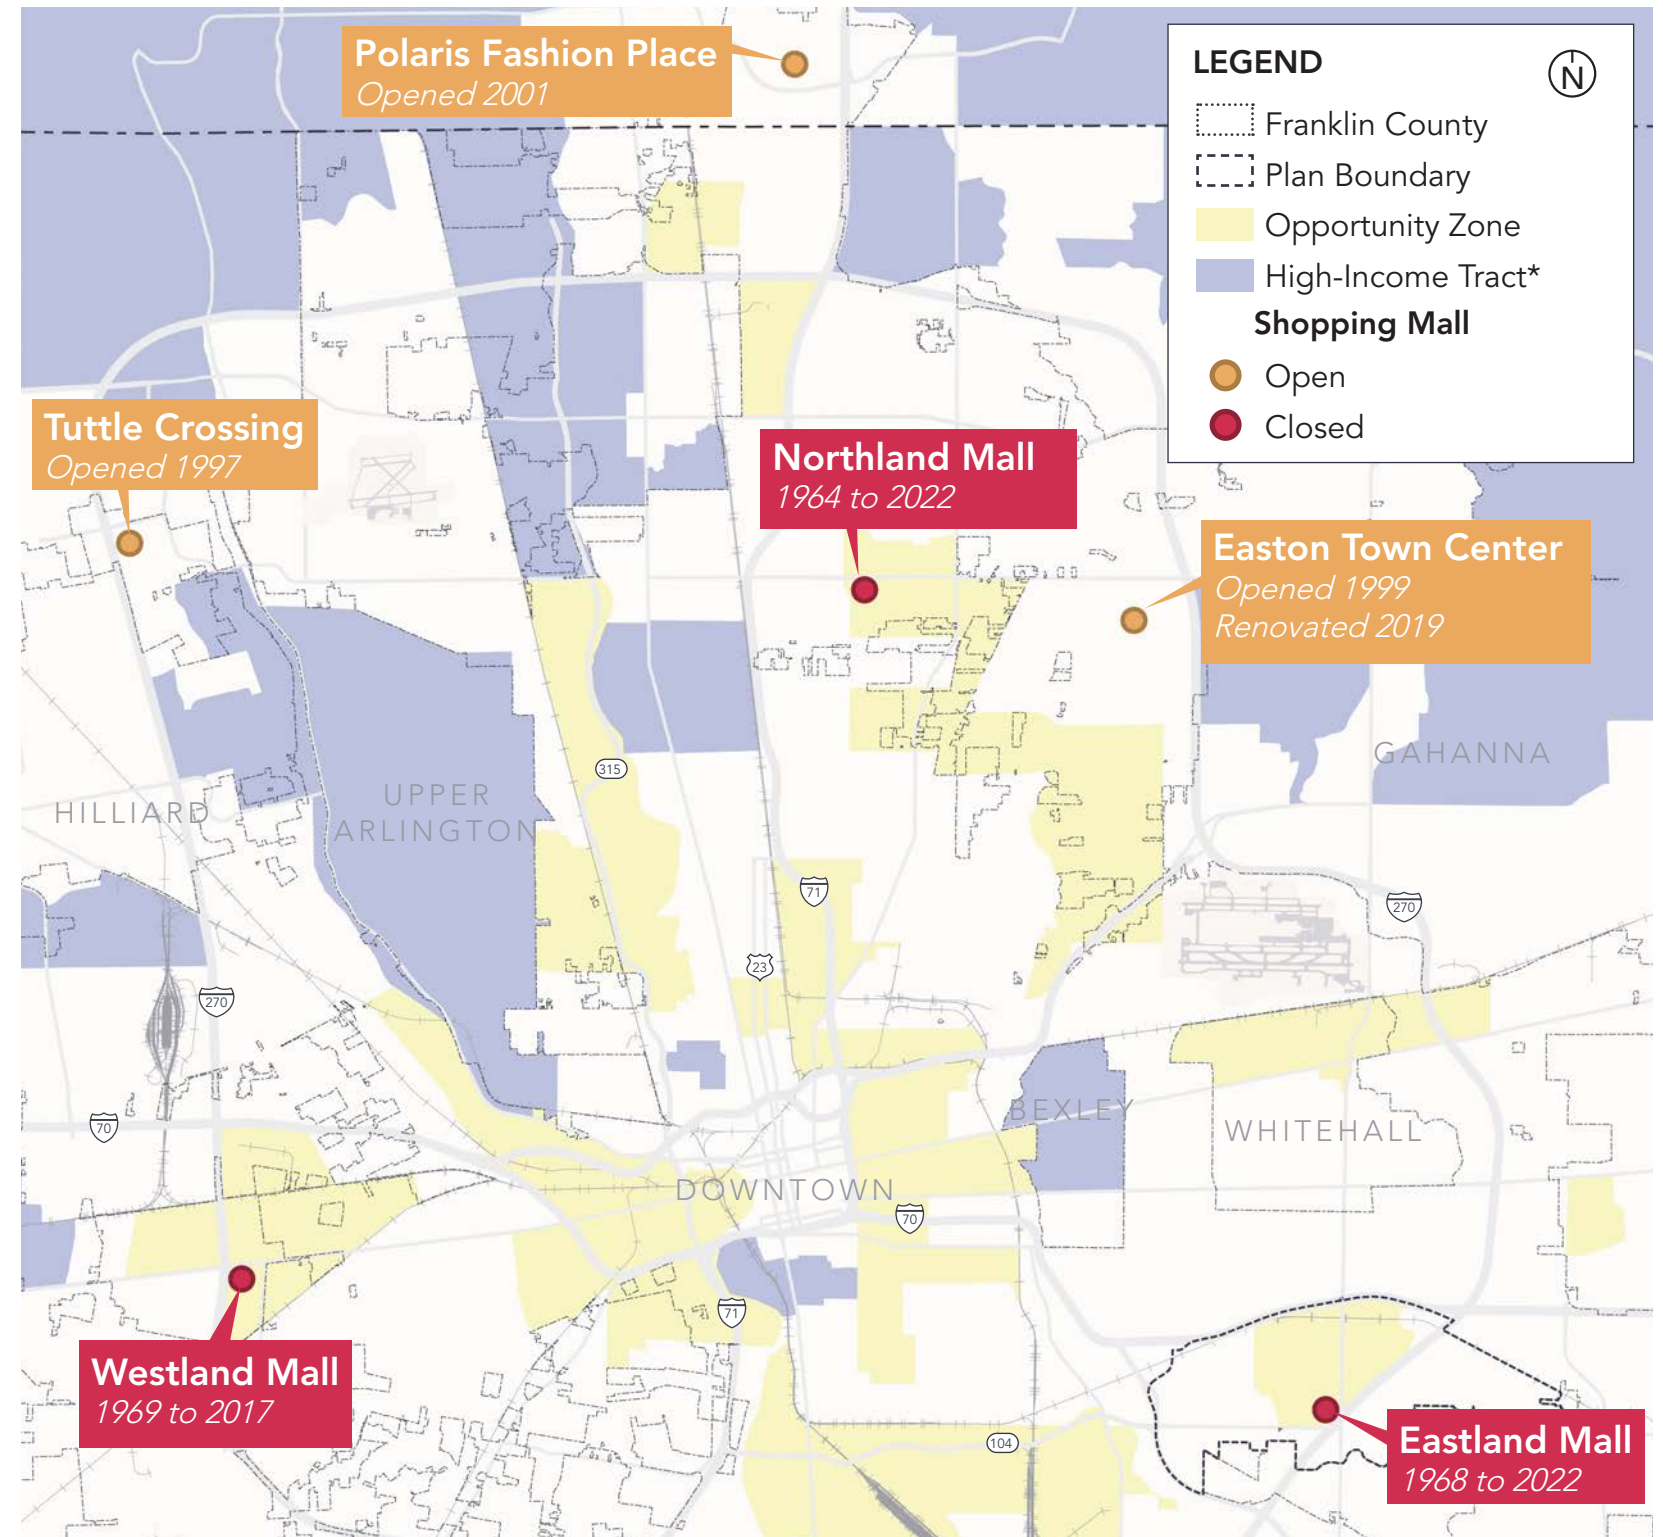 Polaris Fashion Place
Opened 2001
LEGEND
N
Franklin County
Plan Boundary
Opportunity Zone
High-Income Tract*
Shopping Mall
Open
Closed
Tuttle Crossing
Opened 1997
Northland Mall
1964 to 2022
Easton Town Center
Opened 1999
Renovated 2019
315
GAHANNA
HILLIARD
UPPER
ARLINGTON
71
270
23
270
70
BEXLEY
WHITEHALL
DOWNTOWN
70
71
Westland Mall
1969 to 2017
104
Eastland Mall
1968 to 2022